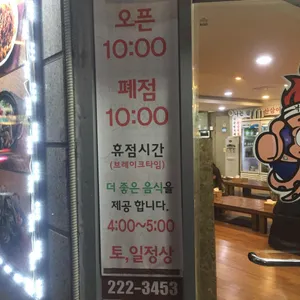 오픈
10:00
폐점
10:00
휴점시간
(브레이크타임)
더 좋은 음식을
제공 합니다.
4:00~5:00
토,일정상
222-3453